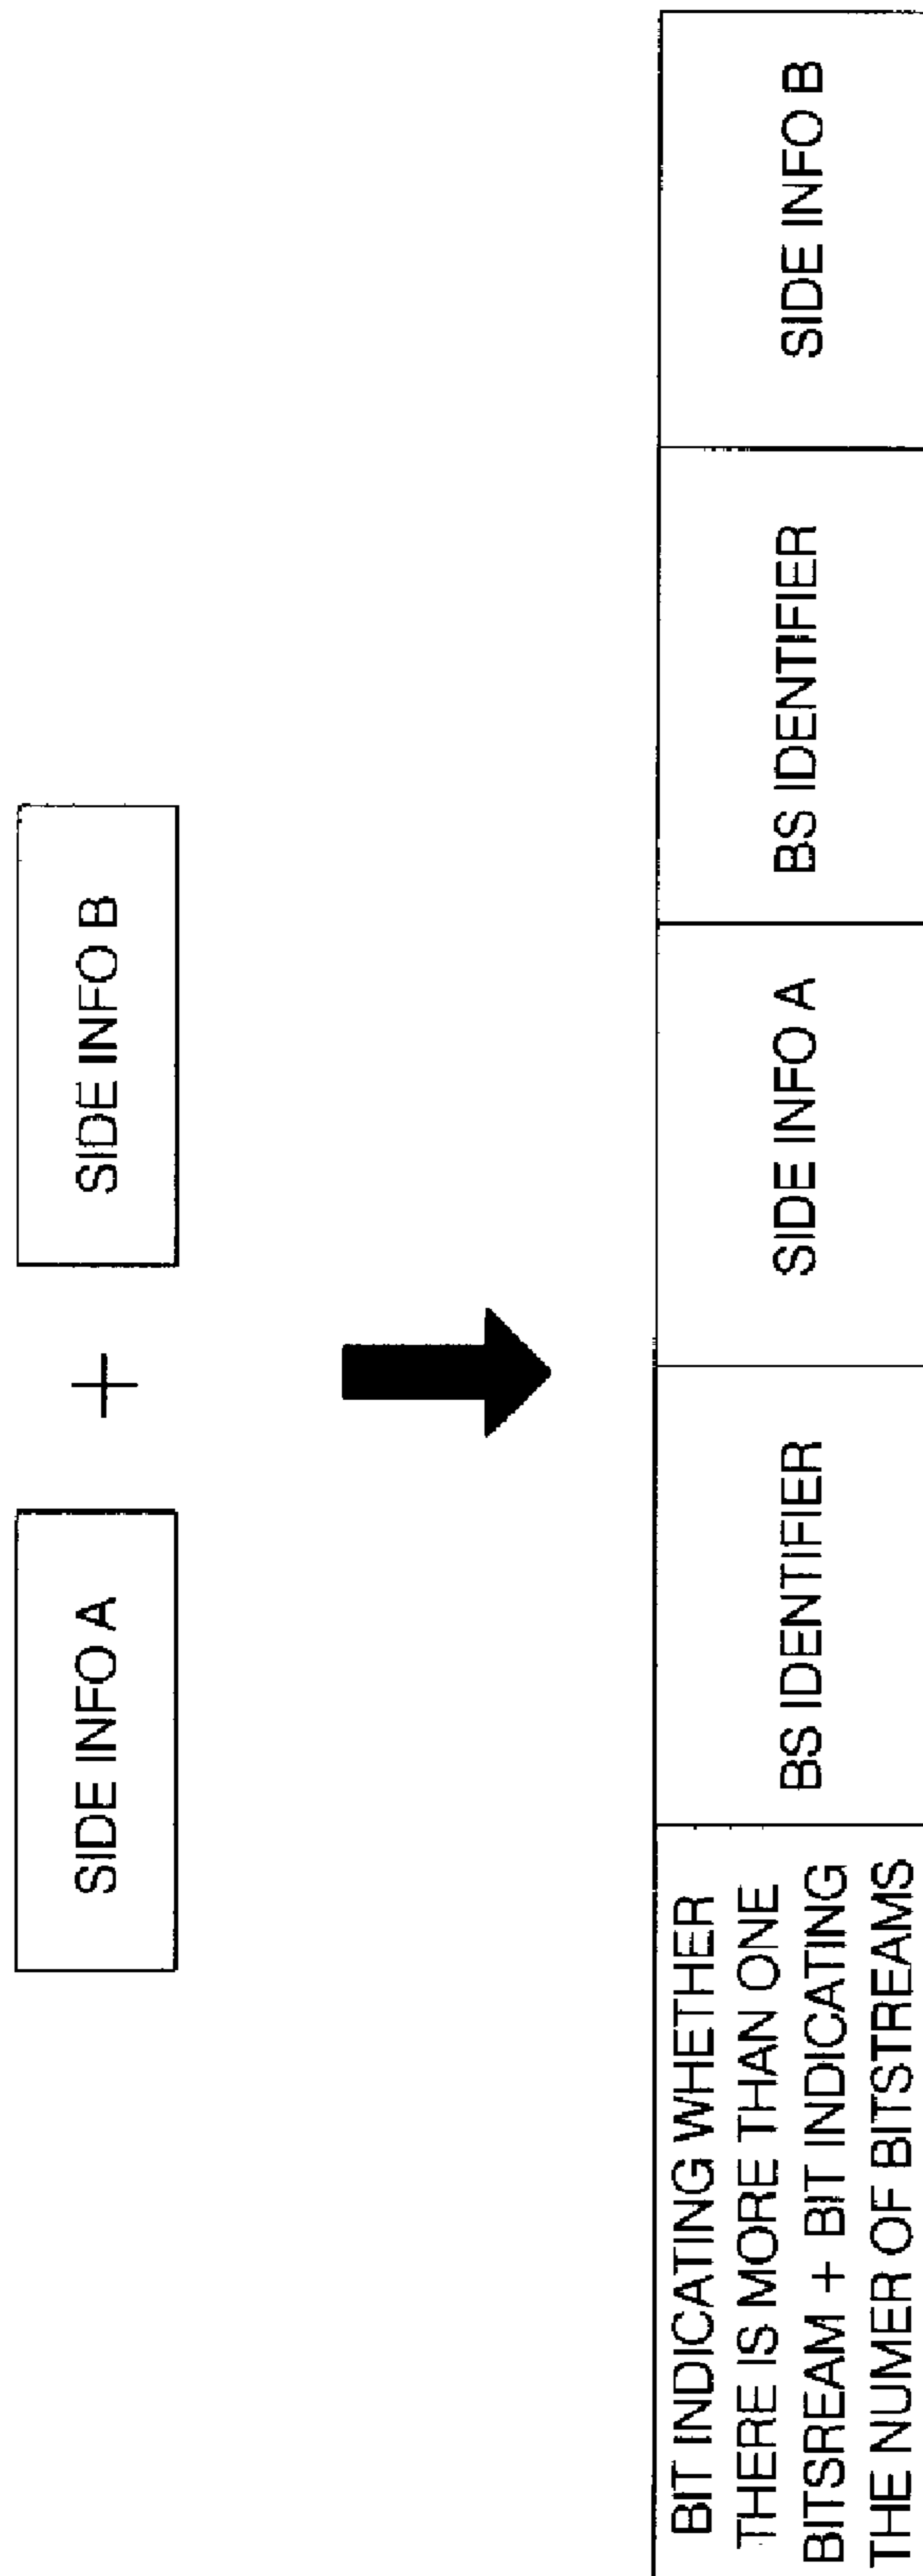 SIDE INFO A
+
SIDE INFO B
BIT INDICATING WHETHER
THERE IS MORE THAN ONE
BITSREAM + BIT INDICATING
THE NUMER OF BITSTREAMS
BS IDENTIFIER
SIDE INFO A
BS IDENTIFIER
SIDE INFO B